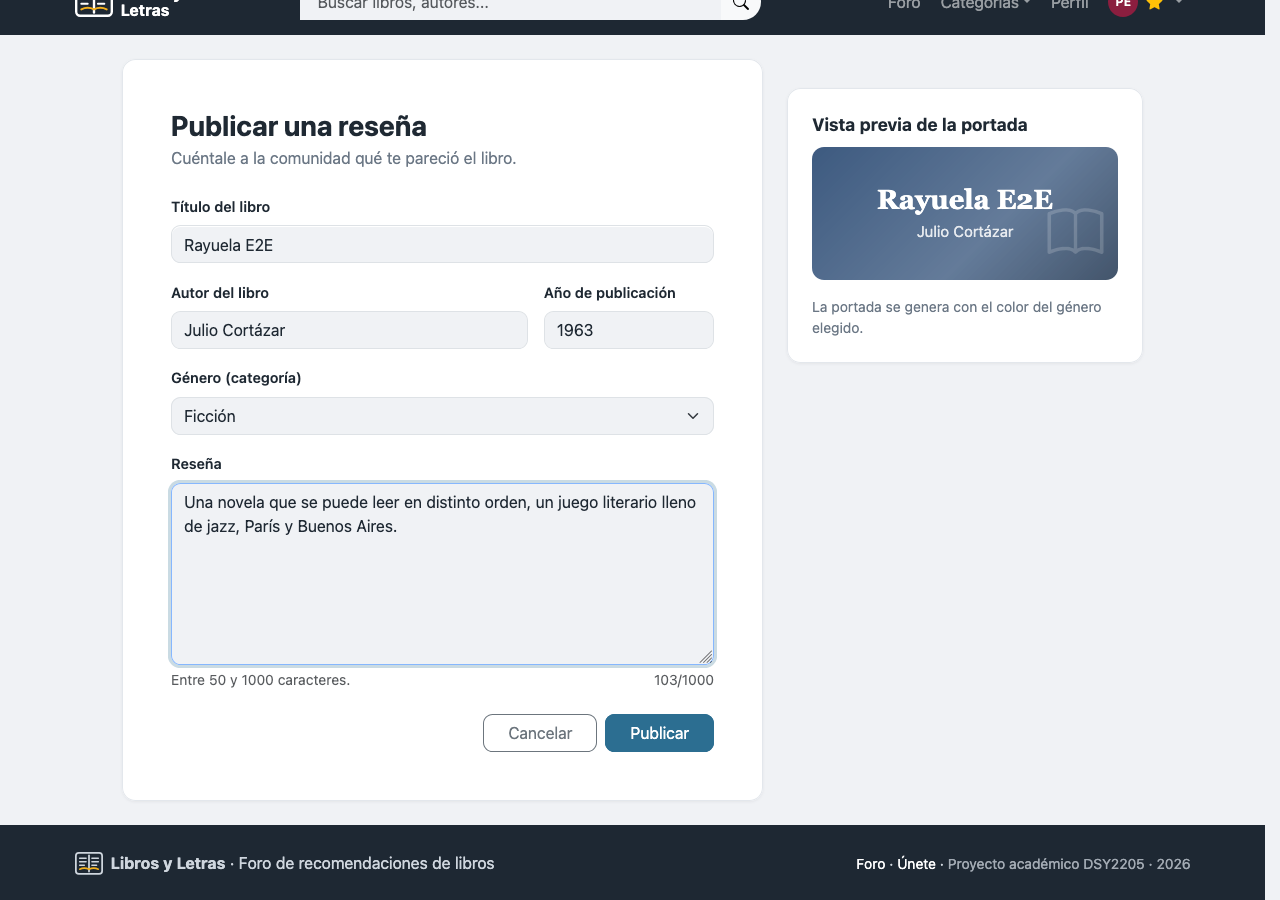 Letras
Buscar libros, autores...
Foro
Categorías
Perfil
PE
Publicar una reseña
Cuéntale a la comunidad qué te pareció el libro.
Título del libro
Rayuela E2E
Autor del libro
Año de publicación
Julio Cortázar
1963
Género (categoría)
Ficción
Reseña
Una novela que se puede leer en distinto orden, un juego literario lleno
de jazz, París y Buenos Aires.
Entre 50 y 1000 caracteres.
103/1000
Cancelar
Publicar
Vista previa de la portada
Rayuela E2E
Julio Cortázar
La portada se genera con el color del género
elegido.
Libros y Letras · Foro de recomendaciones de libros
Foro · Únete · Proyecto académico DSY2205 · 2026